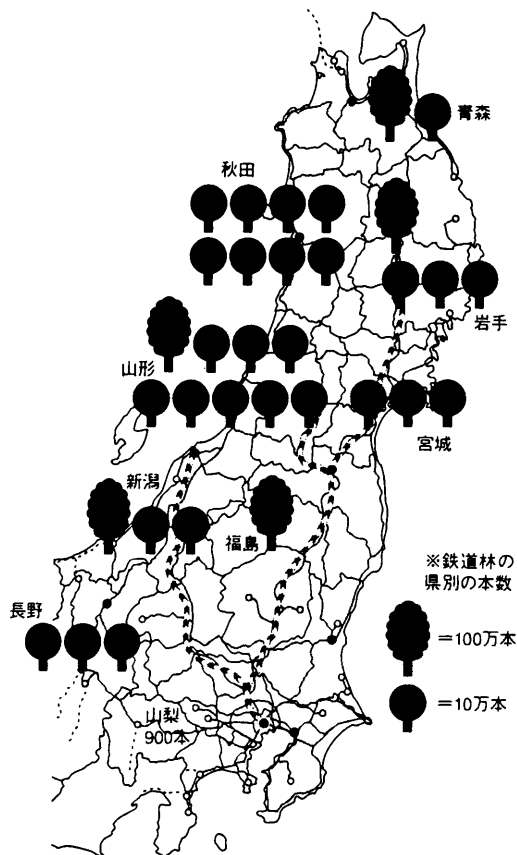 青森
秋田
岩手
山形
宮城
新潟
福島
※鉄道林の
県別の本数
長野
=100万本
=10万本
山梨
900本